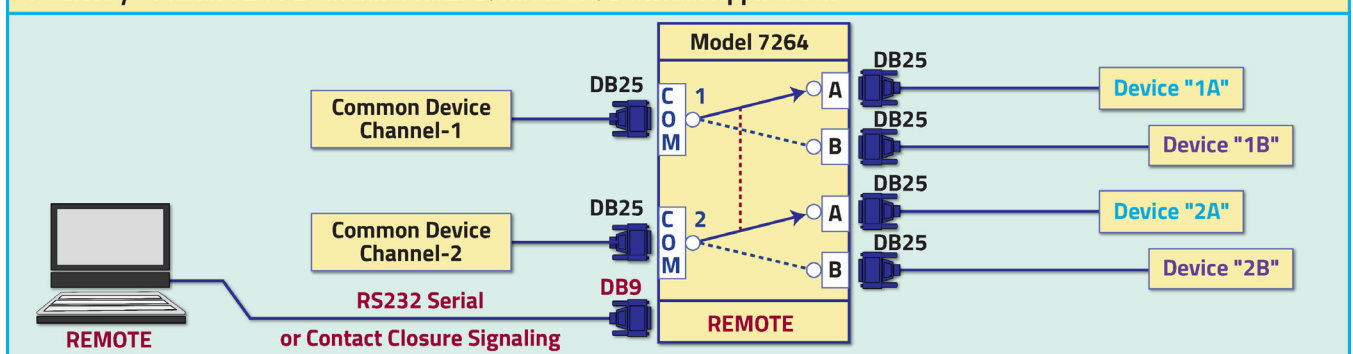 Model 7264
DB25
DB25
C
O
M
1
A
Device "1A"
Common Device
Channel-1
DB25
B
Device "1B"
DB25
DB25
C
O
M
2
A
Device "2A"
Common Device
Channel-2
DB25
B
Device "2B"
DB9
RS232 Serial
or Contact Closure Signaling
REMOTE
REMOTE